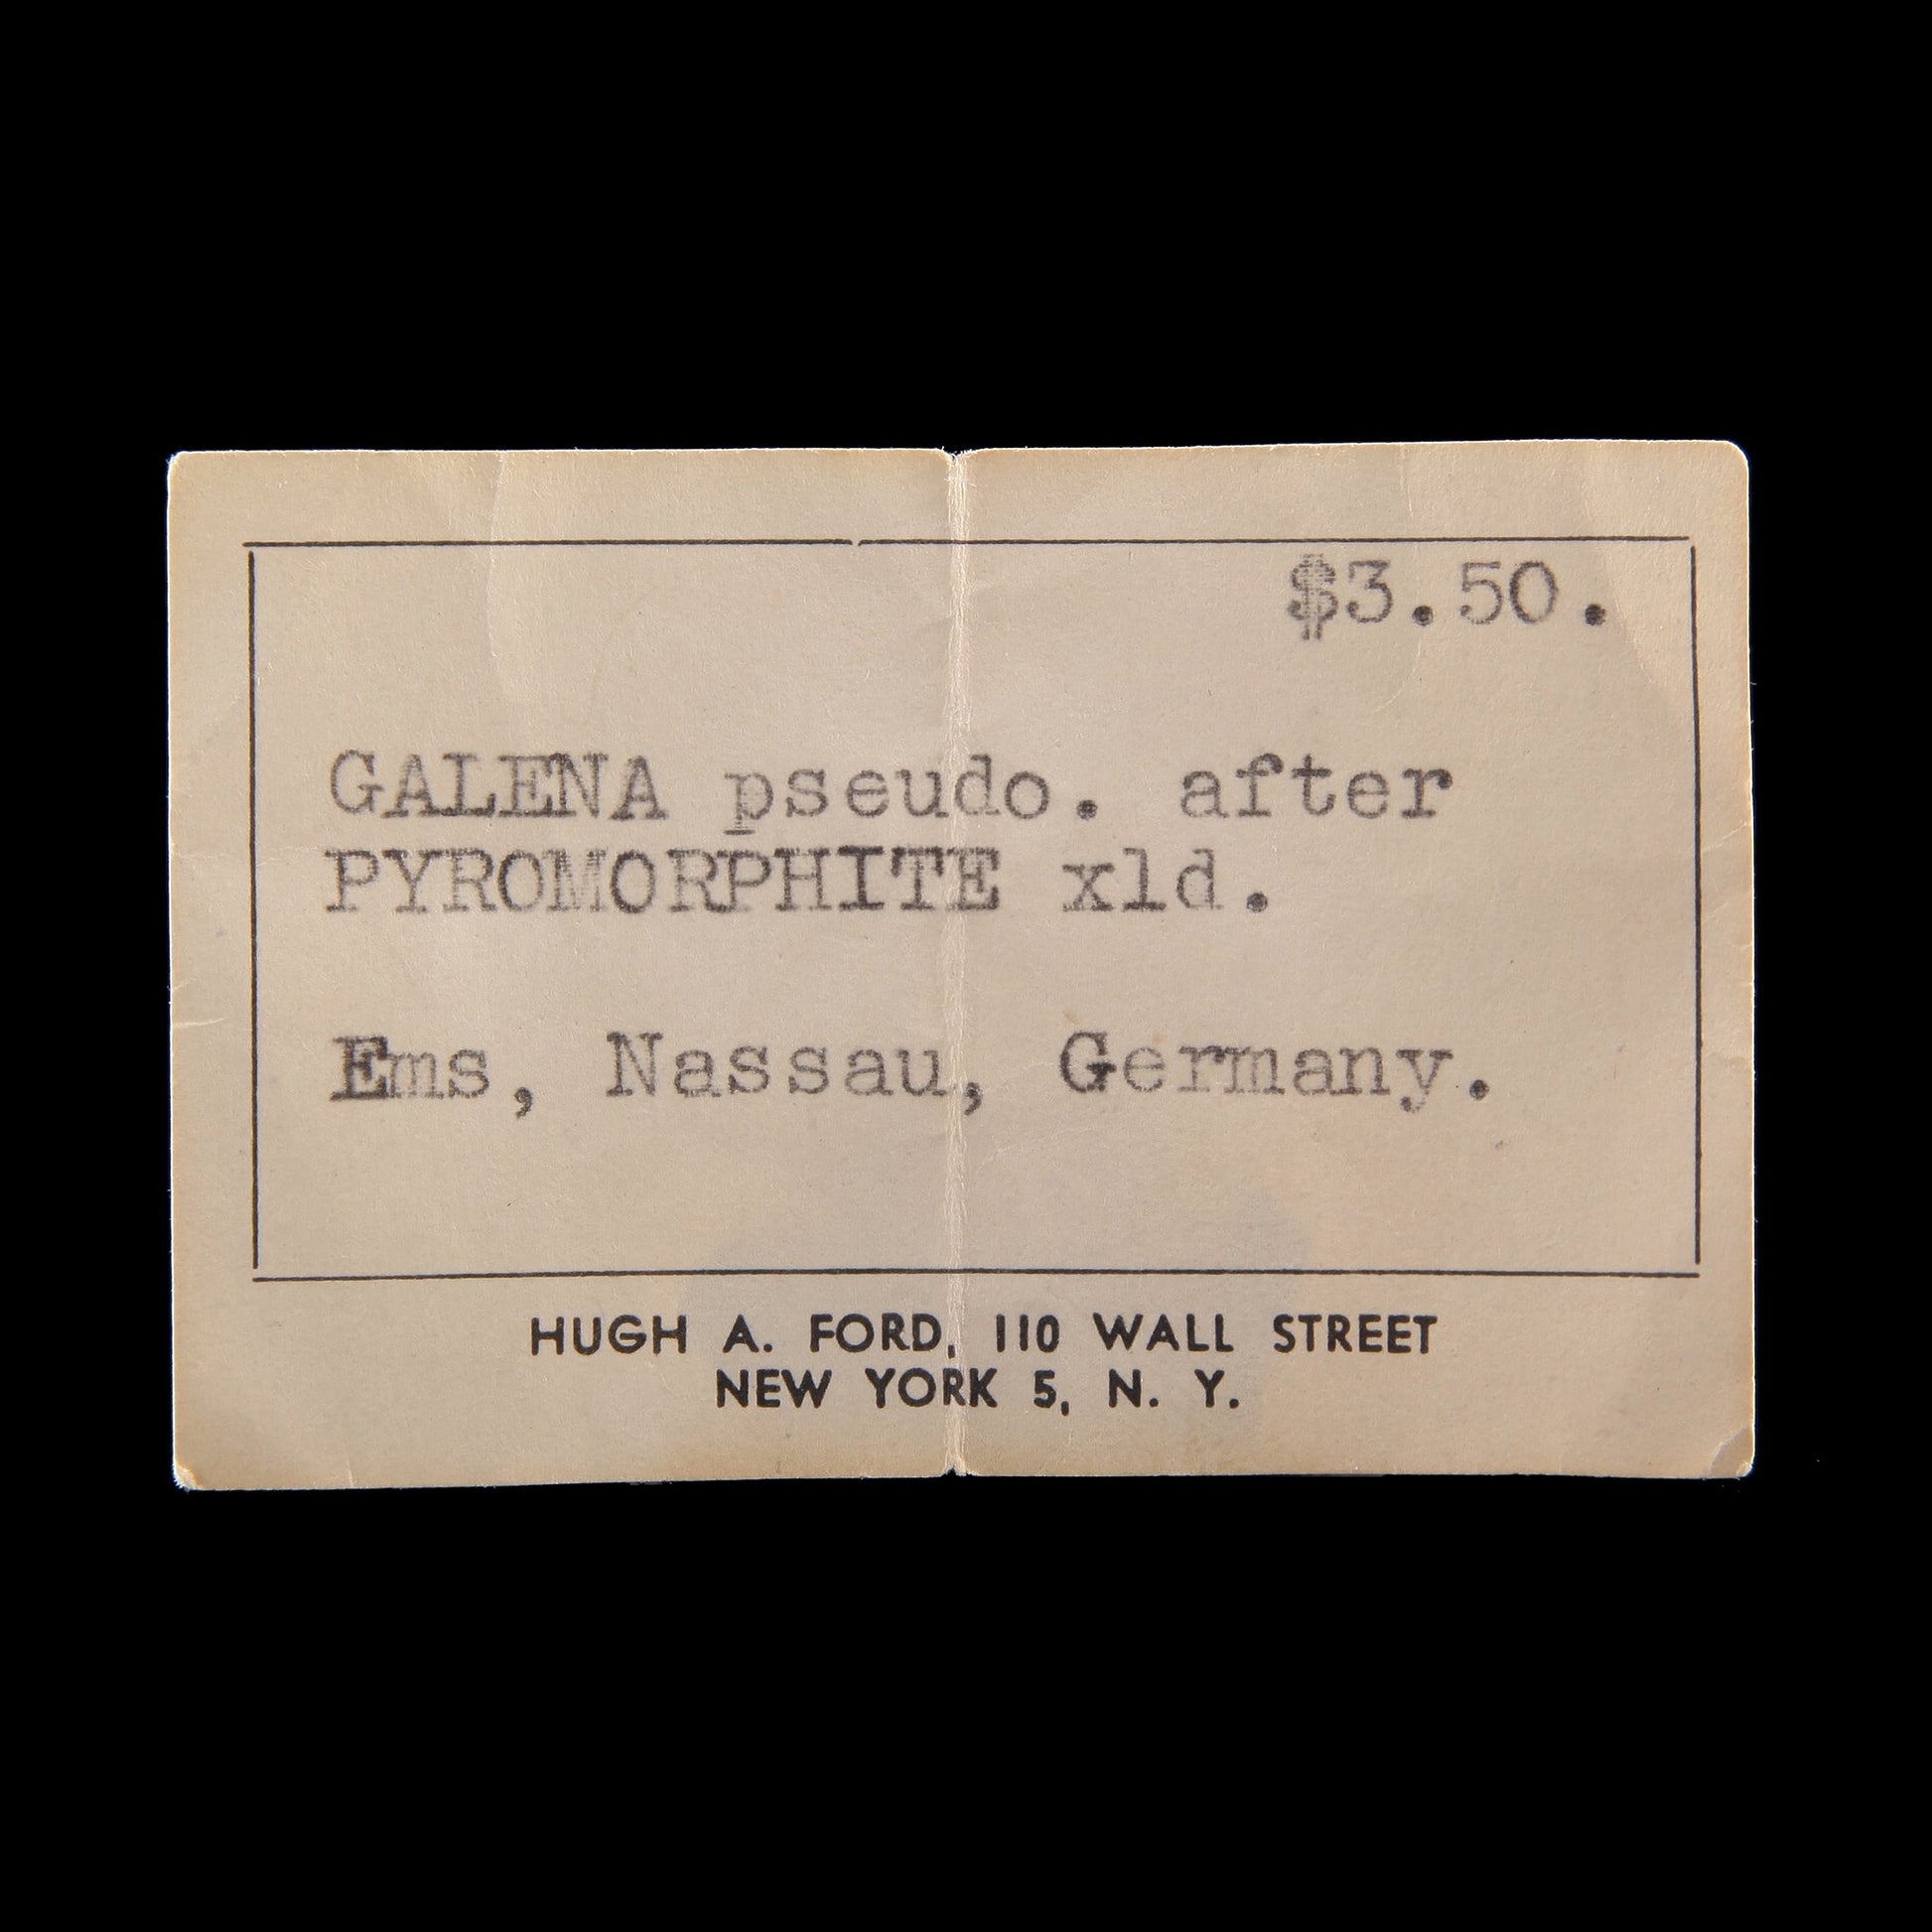 $3.50.
GALENA pseudo. after
PYROMORPHITE xld.
Ems, Nassau, Germany.
HUGH A. FORD, 110 WALL STREET
NEW YORK 5, N. Y.